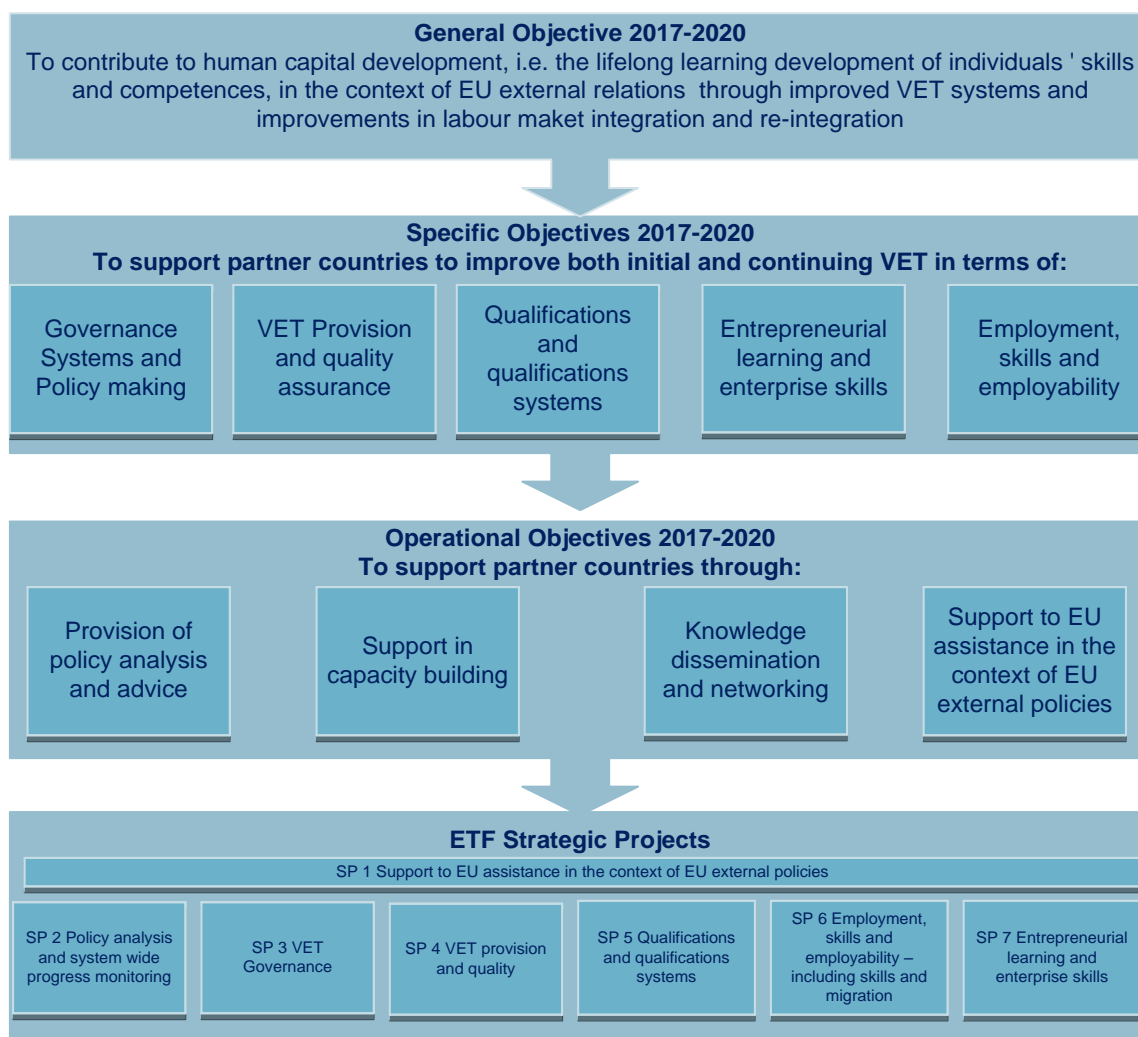 General Objective 2017-2020
To contribute to human capital development, i.e. the lifelong learning development of individuals ' skills
and competences, in the context of EU external relations through improved VET systems and
improvements in labour maket integration and re-integration
Specific Objectives 2017-2020
To support partner countries to improve both initial and continuing VET in terms of:
Governance
Systems and
Policy making
VET Provision
and quality
assurance
Qualifications
and
qualifications
systems
Entrepreneurial
learning and
enterprise skills
Employment,
skills and
employability
Operational Objectives 2017-2020
To support partner countries through:
Provision of
policy analysis
and advice
Support in
capacity building
Knowledge
dissemination
and networking
Support to EU
assistance in the
context of EU
external policies
ETF Strategic Projects
SP 1 Support to EU assistance in the context of EU external policies
SP 2 Policy analysis
and system wide
progress monitoring
SP 3 VET
Governance
SP 4 VET provision
and quality
SP 5 Qualifications
and qualifications
systems
SP 6 Employment,
skills and
employability –
including skills and
migration
SP 7 Entrepreneurial
learning and
enterprise skills